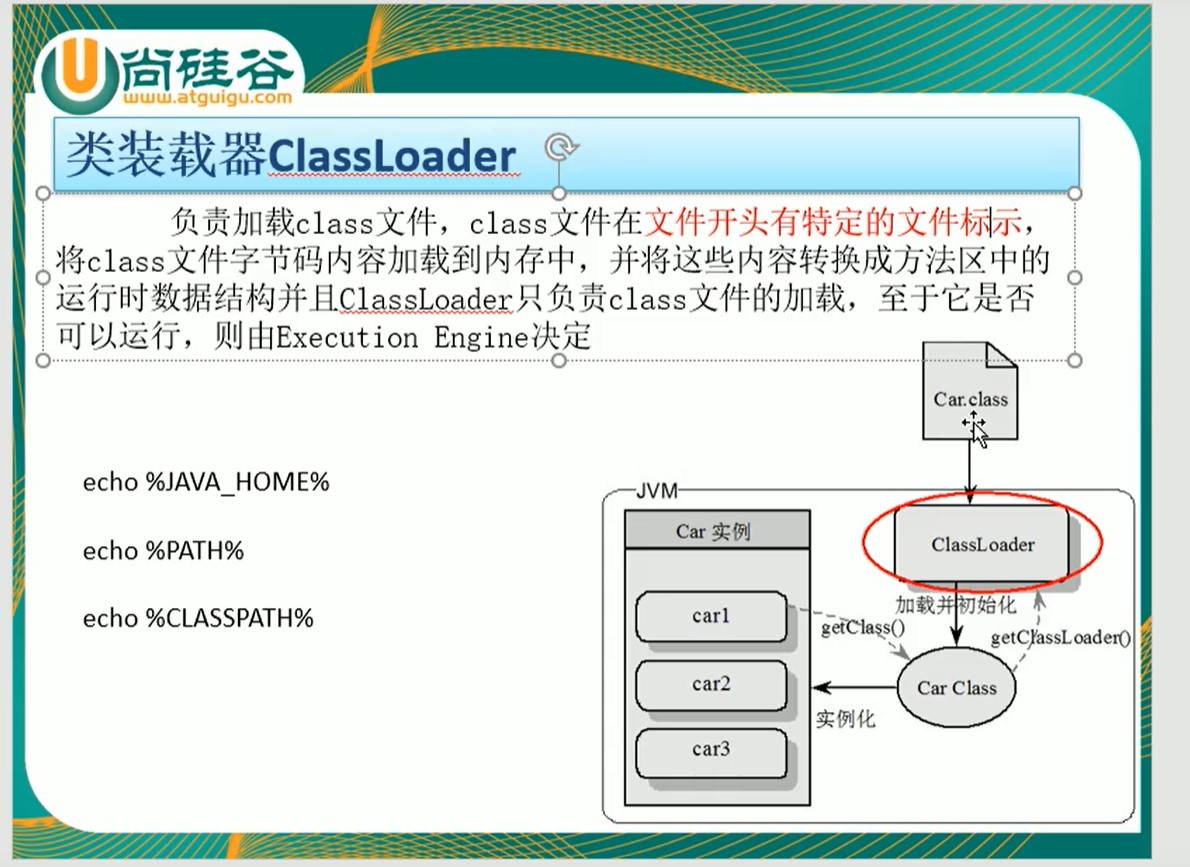 尚硅谷
www.atguigu.com
类装载器ClassLoader
负责加载class文件，class文件在文件开头有特定的文件标示，
将class文件字节码内容加载到内存中，并将这些内容转换成方法区中的
运行时数据结构并且ClassLoader只负责class文件的加载，至于它是否
可以运行，则由Execution Engine决定
Car.class
echo %JAVA_HOME%
echo %PATH%
echo %CLASSPATH%
JVM
Car 实例
car1
car2
car3
ClassLoader
加载并初始化
getClass()
getClassLoader()
Car Class
实例化